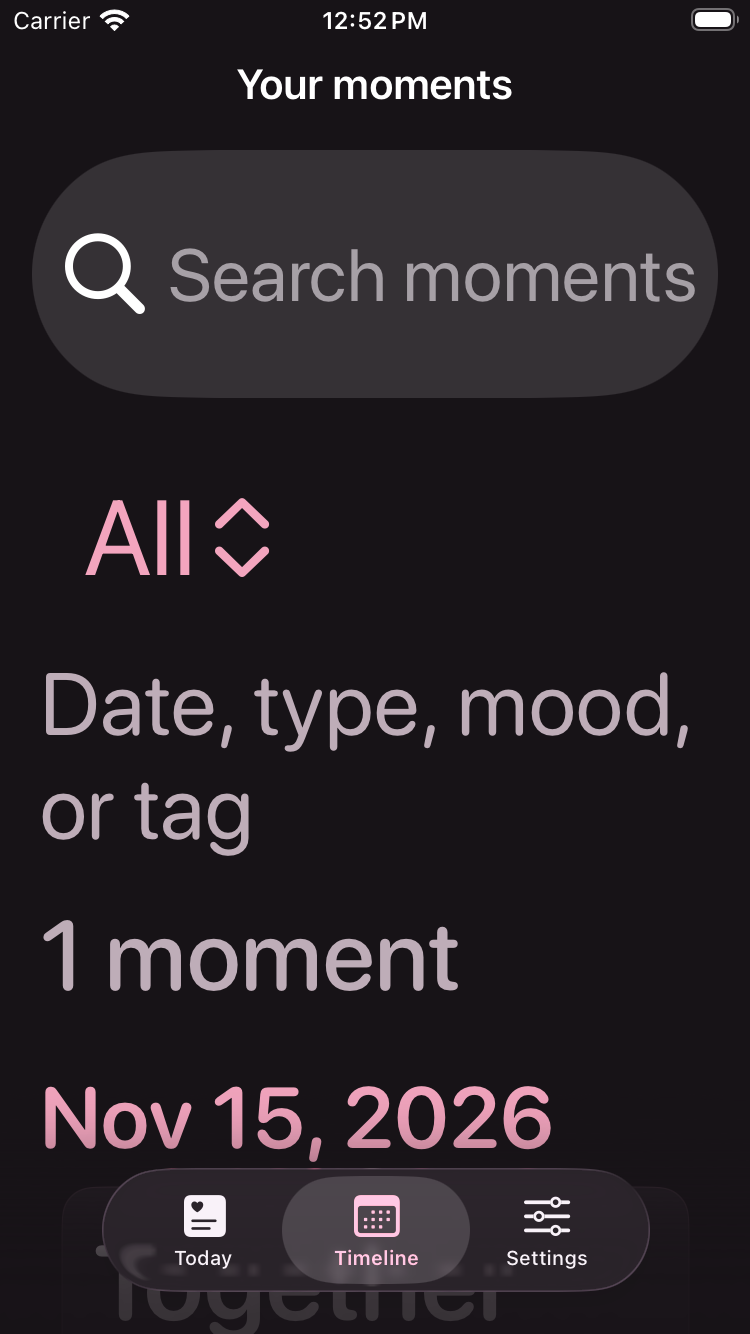 Carrier 12:52 PM
Your moments
Search moments
All
Date, type, mood,
or tag
1 moment
Nov 15, 2026
Together
Today Timeline Settings